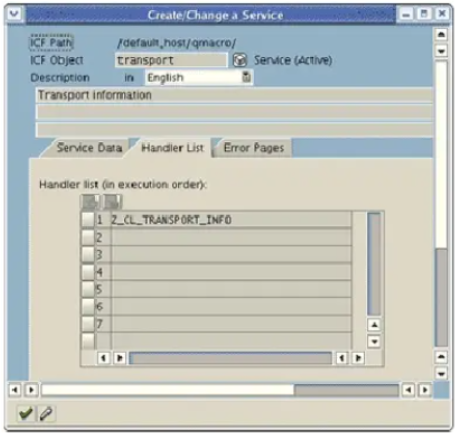 Create/Change a Service
ICF Path /default_host/qmacro/
ICF Object transport Service (Active)
Description in English
Transport information
Service Data Handler List Error Pages
Handler list (in execution order):
1 Z_CL_TRANSPORT_INFO
2
3
4
5
6
7